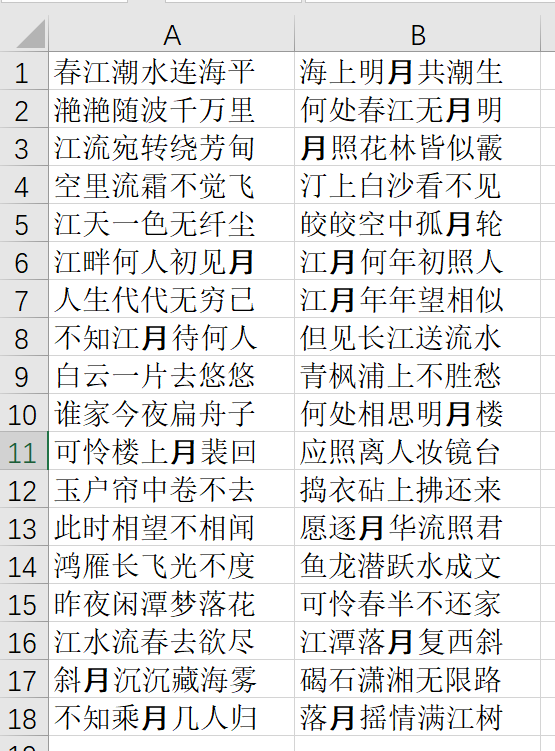 A B
1 春江潮水连海平 海上明月共潮生
2 滟滟随波千万里 何处春江无月明
3 江流宛转绕芳甸 月照花林皆似霰
4 空里流霜不觉飞 汀上白沙看不见
5 江天一色无纤尘 皎皎空中孤月轮
6 江畔何人初见月 江月何年初照人
7 人生代代无穷已 江月年年望相似
8 不知江月待何人 但见长江送流水
9 白云一片去悠悠 青枫浦上不胜愁
10 谁家今夜扁舟子 何处相思明月楼
11 可怜楼上月裴回 应照离人妆镜台
12 玉户帘中卷不去 捣衣砧上拂还来
13 此时相望不相闻 愿逐月华流照君
14 鸿雁长飞光不度 鱼龙潜跃水成文
15 昨夜闲潭梦落花 可怜春半不还家
16 江水流春去欲尽 江潭落月复西斜
17 斜月沉沉藏海雾 碣石潇湘无限路
18 不知乘月几人归 落月摇情满江树